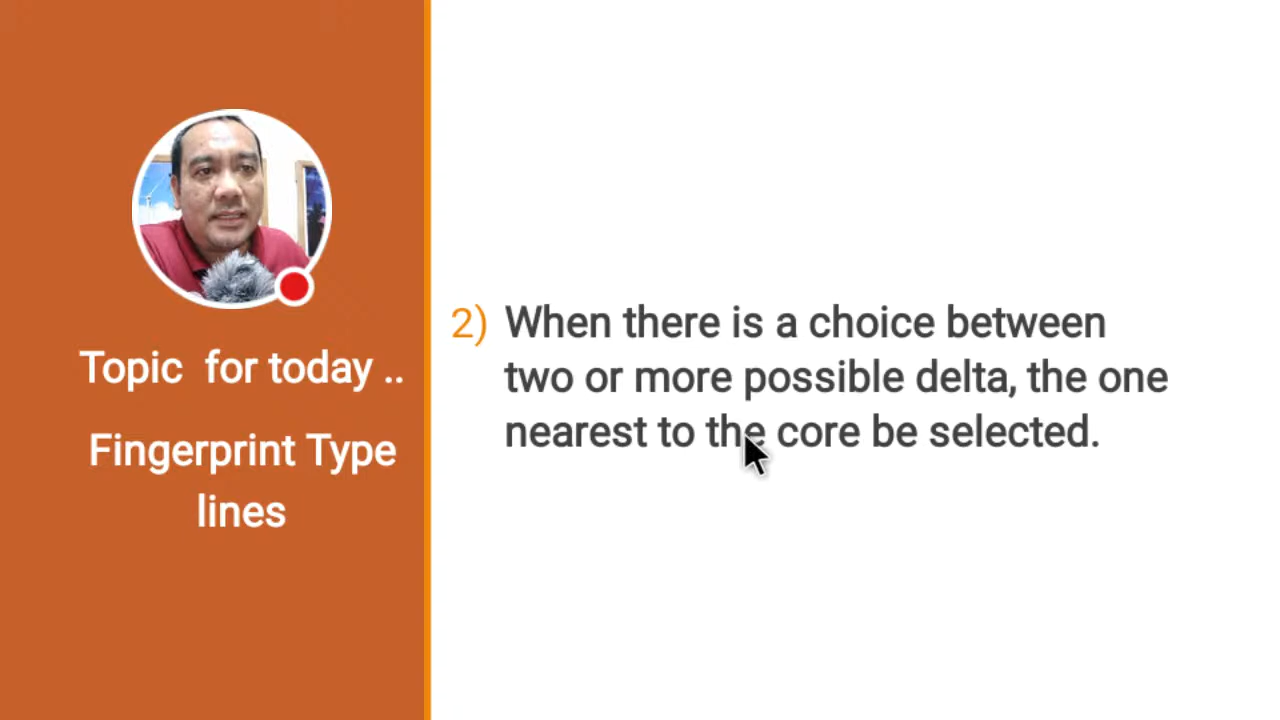 Topic for today ..
Fingerprint Type
lines
2) When there is a choice between
two or more possible delta, the one
nearest to the core be selected.